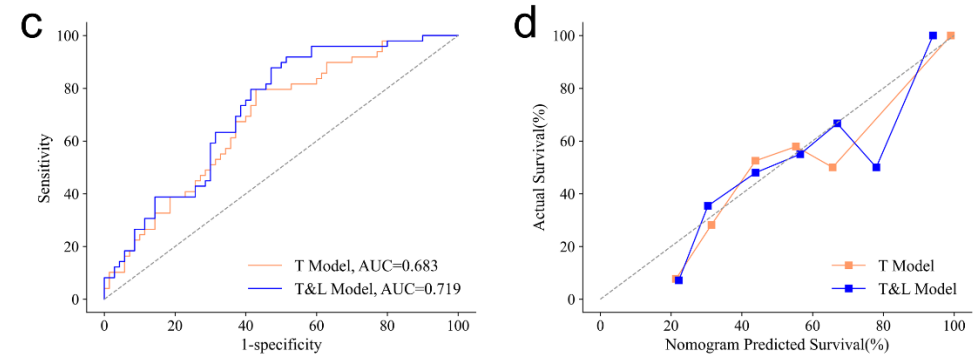 c
100
80
60
40
20
0
Sensitivity
T Model, AUC=0.683
T&L Model, AUC=0.719
0 20 40 60 80 100
1-specificity
d
100
80
60
40
20
0
Actual Survival(%)
T Model
T&L Model
0 20 40 60 80 100
Nomogram Predicted Survival(%)